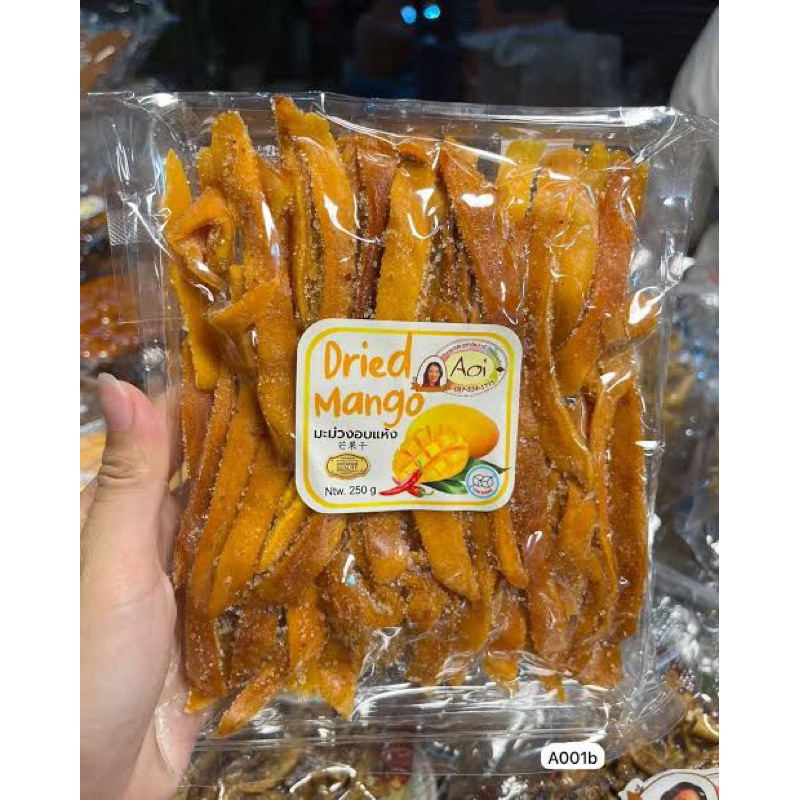 Dried
Mango
มะม่วงอบแห้ง
芒果干
Ntw. 250 g
Aoi
A001b